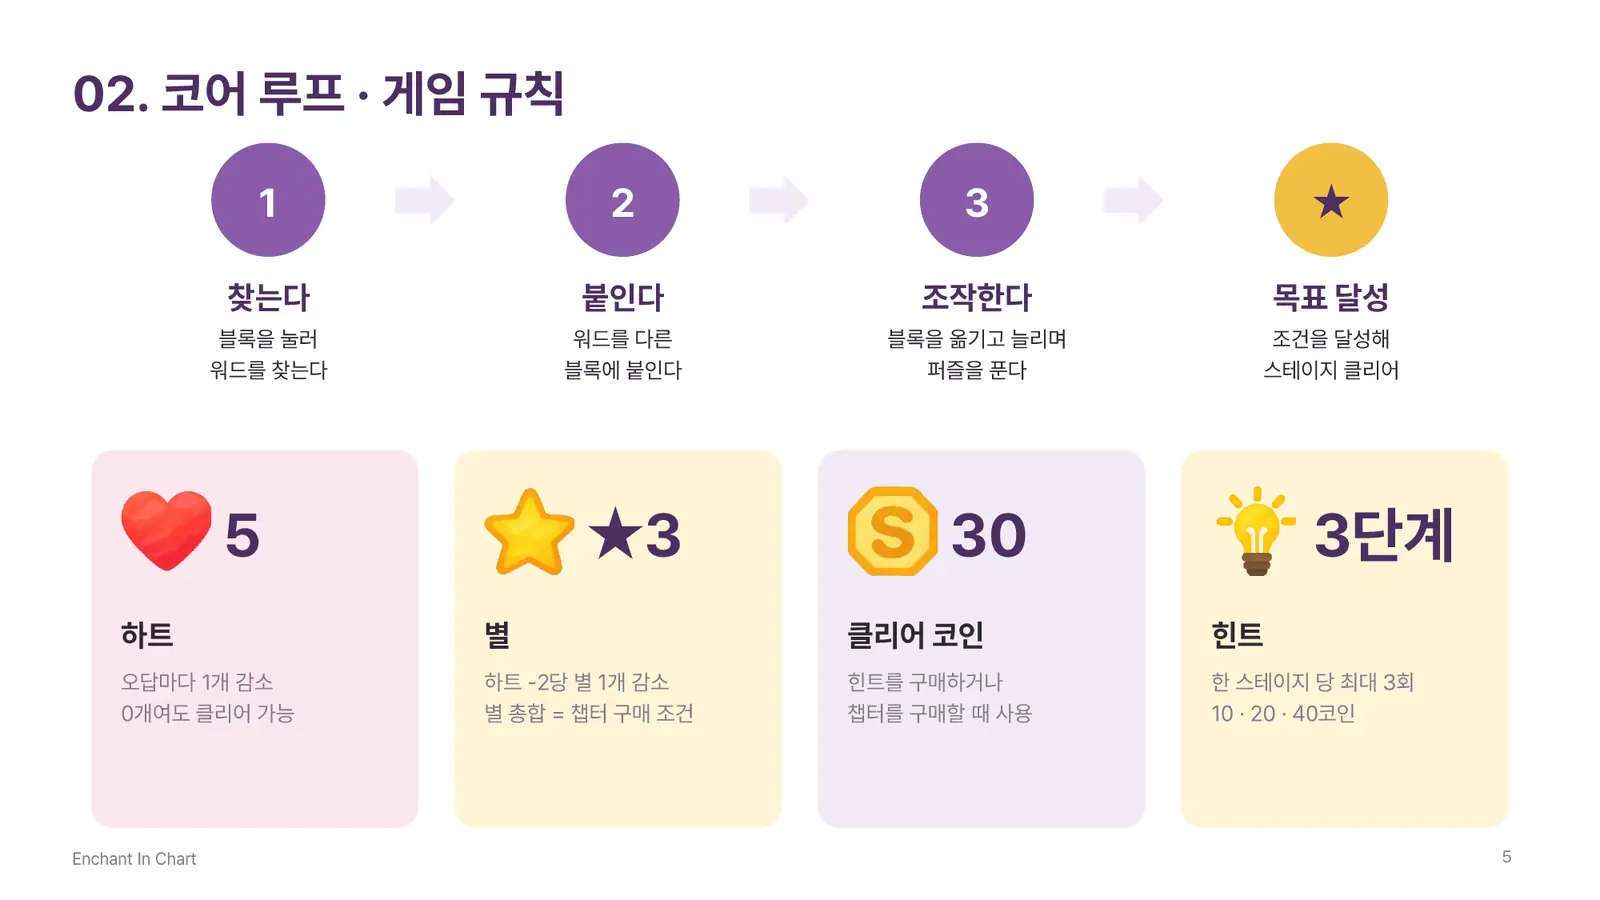 02. 코어 루프 · 게임 규칙
1
2
3
★
찾는다
블록을 눌러
워드를 찾는다
붙인다
워드를 다른
블록에 붙인다
조작한다
블록을 옮기고 늘리며
퍼즐을 푼다
목표 달성
조건을 달성해
스테이지 클리어
5
하트
오답마다 1개 감소
0개여도 클리어 가능
★3
별
하트 -2당 별 1개 감소
별 총합 = 챕터 구매 조건
S
30
클리어 코인
힌트를 구매하거나
챕터를 구매할 때 사용
3단계
힌트
한 스테이지 당 최대 3회
10 · 20 · 40코인
Enchant In Chart
5